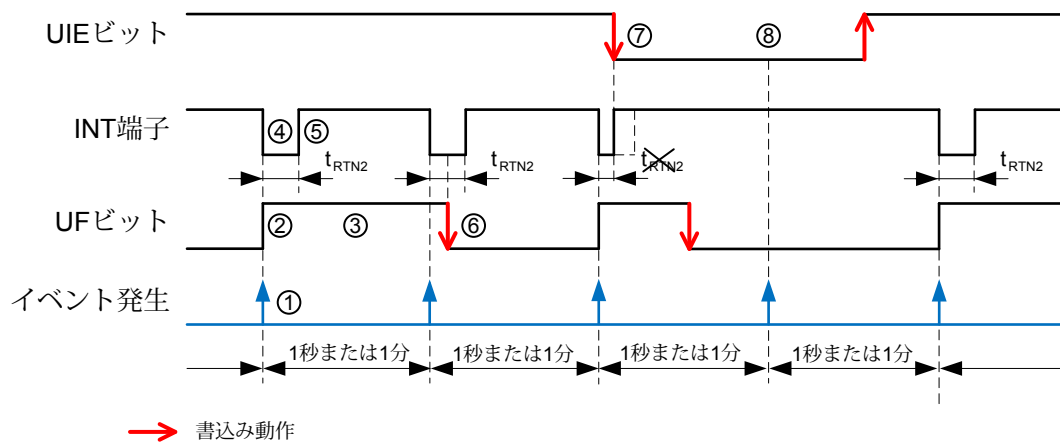 UIEビット
⑦
⑧
INT端子
④
⑤
tRTN2
tRTN2
tRTN2
tRTN2
UFビット
②
③
⑥
イベント発生
①
1秒または1分
1秒または1分
1秒または1分
1秒または1分
書込み動作